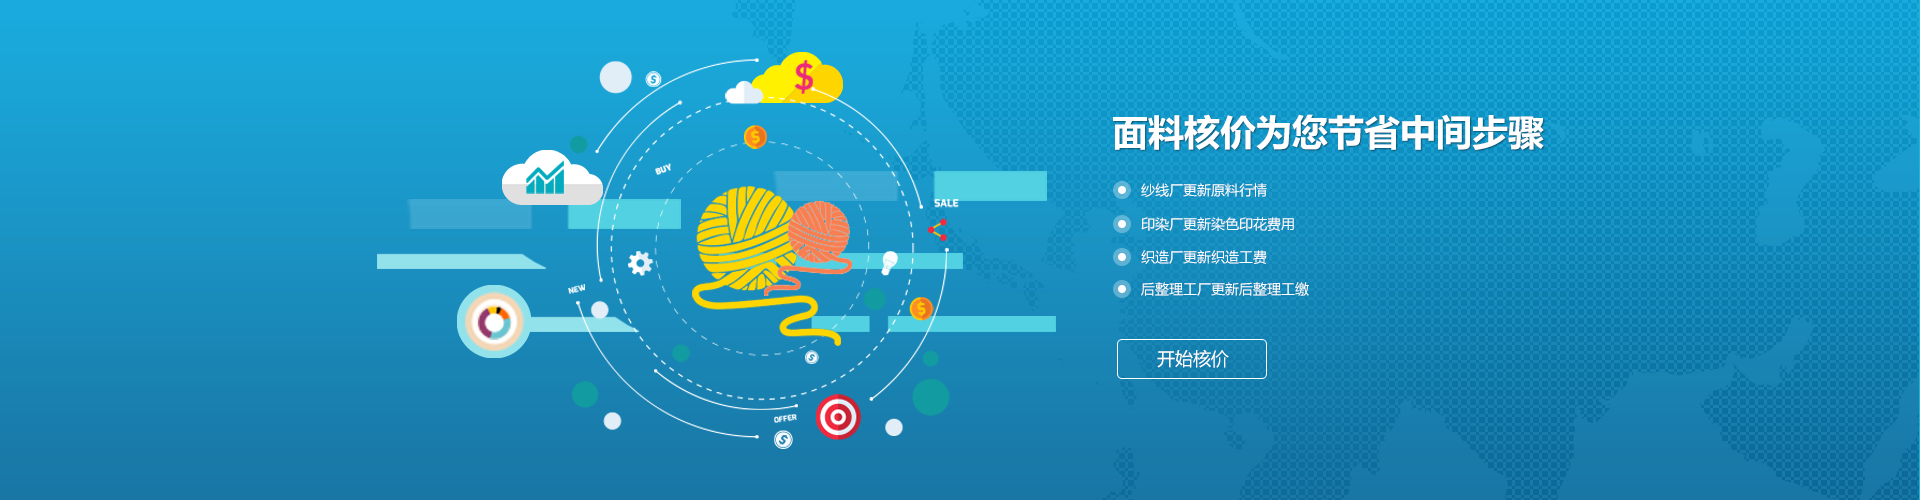 面料核价为您节省中间步骤
纱线厂更新原料行情
印染厂更新染色印花费用
织造厂更新织造工费
后整理工厂更新后整理工缴
开始核价
$
S
$
BUY
SALE
NEW
$
S
OFFER
S